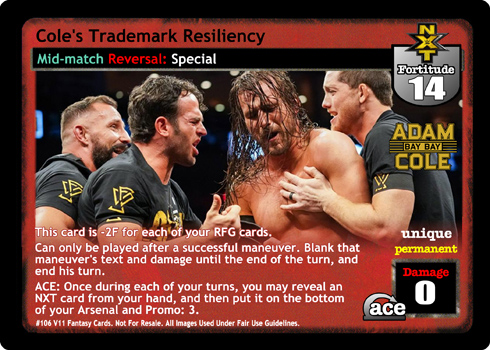 Cole's Trademark Resiliency
NXT
Mid-match Reversal: Special
Fortitude
14
ADAM
BAY BAY
COLE
This card is -2F for each of your RFG cards.
Can only be played after a successful maneuver. Blank that
maneuver's text and damage until the end of the turn, and
end his turn.
unique
permanent
ACE: Once during each of your turns, you may reveal an
NXT card from your hand, and then put it on the bottom
of your Arsenal and Promo: 3.
Damage
0
ace
#106 V11 Fantasy Cards. Not For Resale. All Images Used Under Fair Use Guidelines.